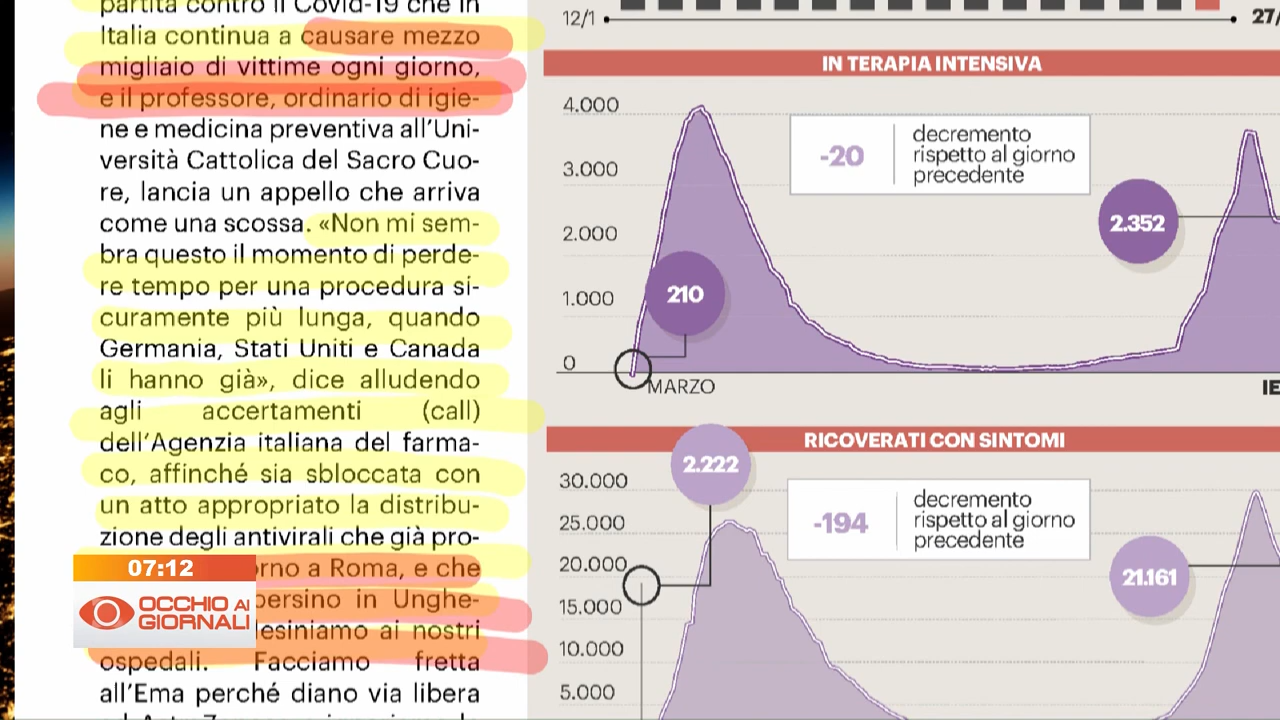 partita contro il Covid-19 che in
Italia continua a causare mezzo
migliaio di vittime ogni giorno,
e il professore, ordinario di igie-
ne e medicina preventiva all'Uni-
versità Cattolica del Sacro Cuo-
re, lancia un appello che arriva
come una scossa. «Non mi sem-
bra questo il momento di perde-
re tempo per una procedura si-
curamente più lunga, quando
Germania, Stati Uniti e Canada
li hanno già», dice alludendo
agli accertamenti (call)
dell'Agenzia italiana del farma-
co, affinché sia sbloccata con
un atto appropriato la distribu-
zione degli antivirali che già pro-
orno a Roma, e che
persino in Unghe-
lesiniamo ai nostri
ospedali. Facciamo fretta
all'Ema perché diano via libera
07:12
OCCHIO AI
GIORNALI
12/1
27/
IN TERAPIA INTENSIVA
4.000
3.000
2.000
1.000
0
210
MARZO
-20
decremento
rispetto al giorno
precedente
2.352
IE
RICOVERATI CON SINTOMI
2.222
30.000
25.000
20.000
15.000
10.000
5.000
-194
decremento
rispetto al giorno
precedente
21.161